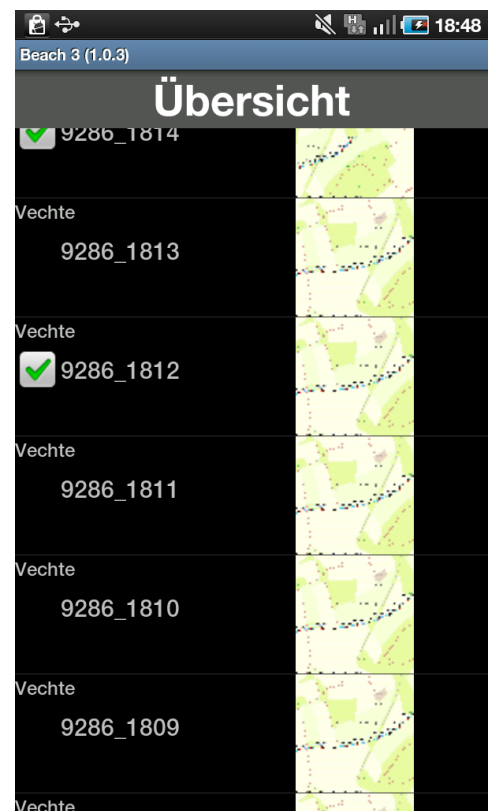 H
18:48
Beach 3 (1.0.3)
Übersicht
9286_1814
Vechte
9286_1813
Vechte
9286_1812
Vechte
9286_1811
Vechte
9286_1810
Vechte
9286_1809
Vechte